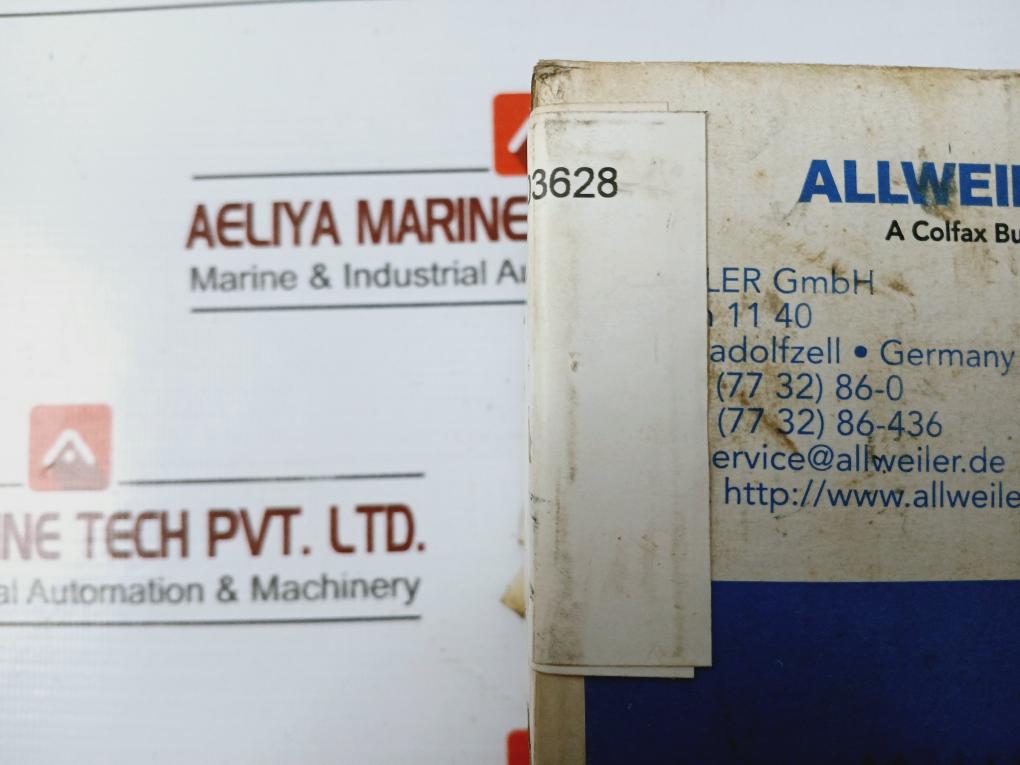 AELIYA MARINE
Marine & Industrial Au
NE TECH PVT. LTD.
al Automation & Machinery
3628
ALLWEIL
A Colfax Bu
LER GmbH
11 40
adolfzell • Germany
(77 32) 86-0
(77 32) 86-436
ervice@allweiler.de
http://www.allweile